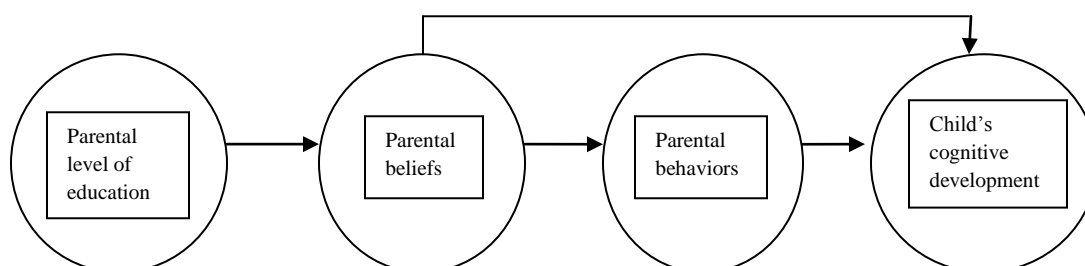 Parental
level of
education
Parental
beliefs
Parental
behaviors
Child’s
cognitive
development